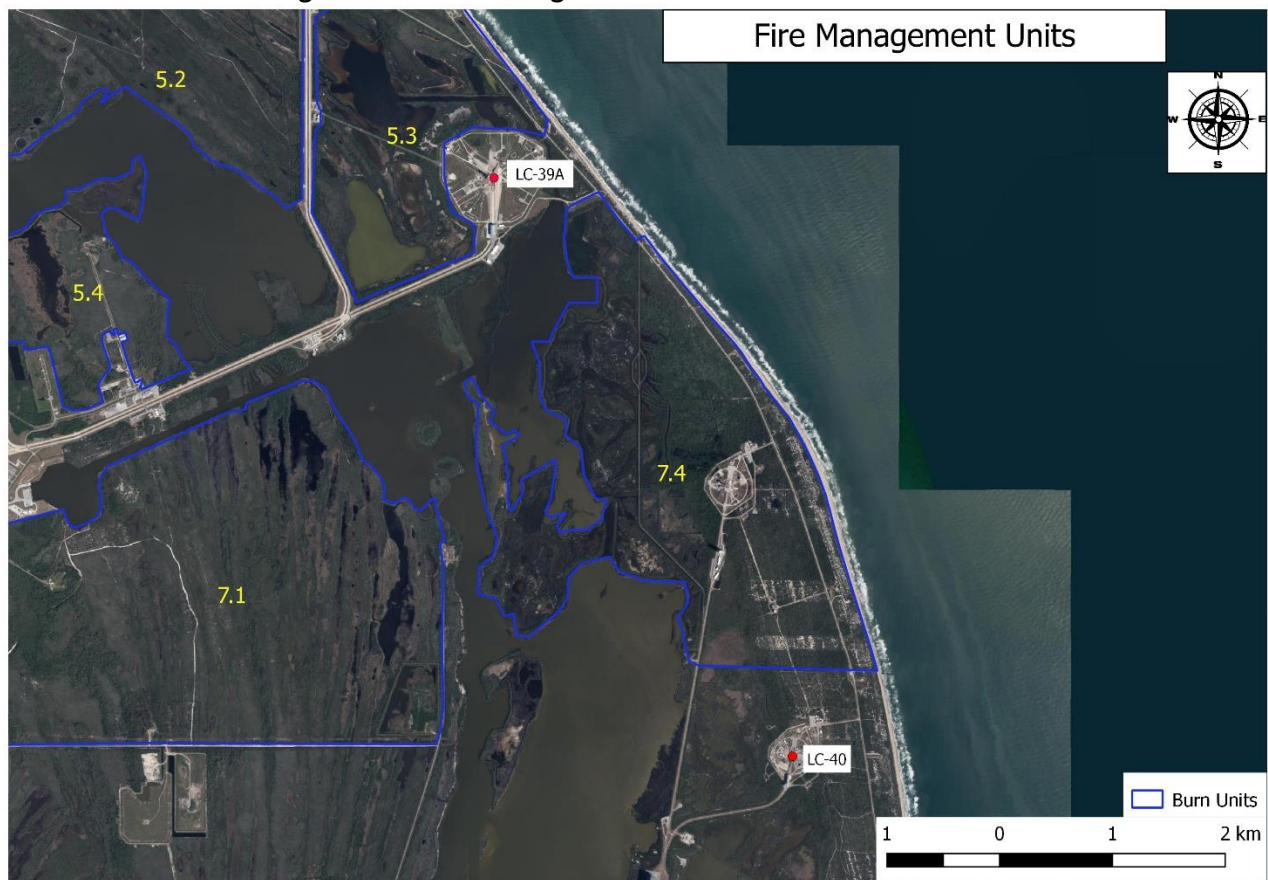 Fire Management Units
N
W E
S
5.2
5.3
LC-39A
5.4
7.4
7.1
LC-40
Burn Units
1 0 1 2 km